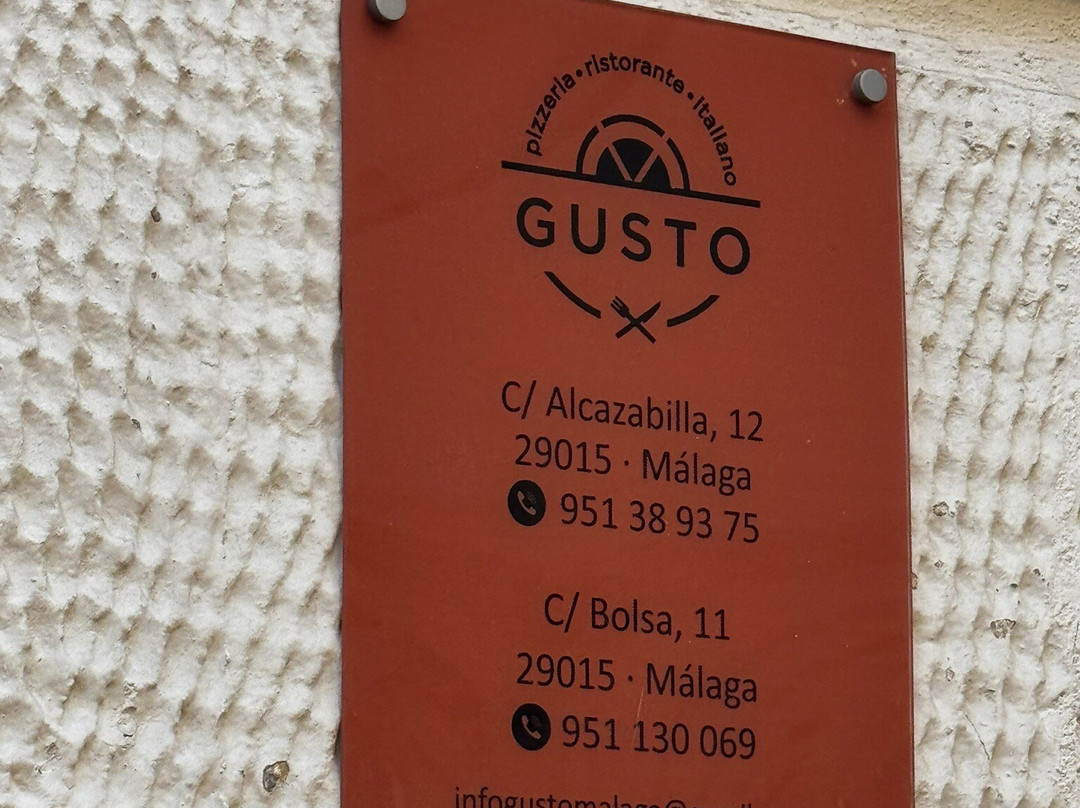 pizzeria • ristorante • italiano
GUSTO
C/ Alcazabilla, 12
29015 · Málaga
951 38 93 75
C/ Bolsa, 11
29015 · Málaga
951 130 069